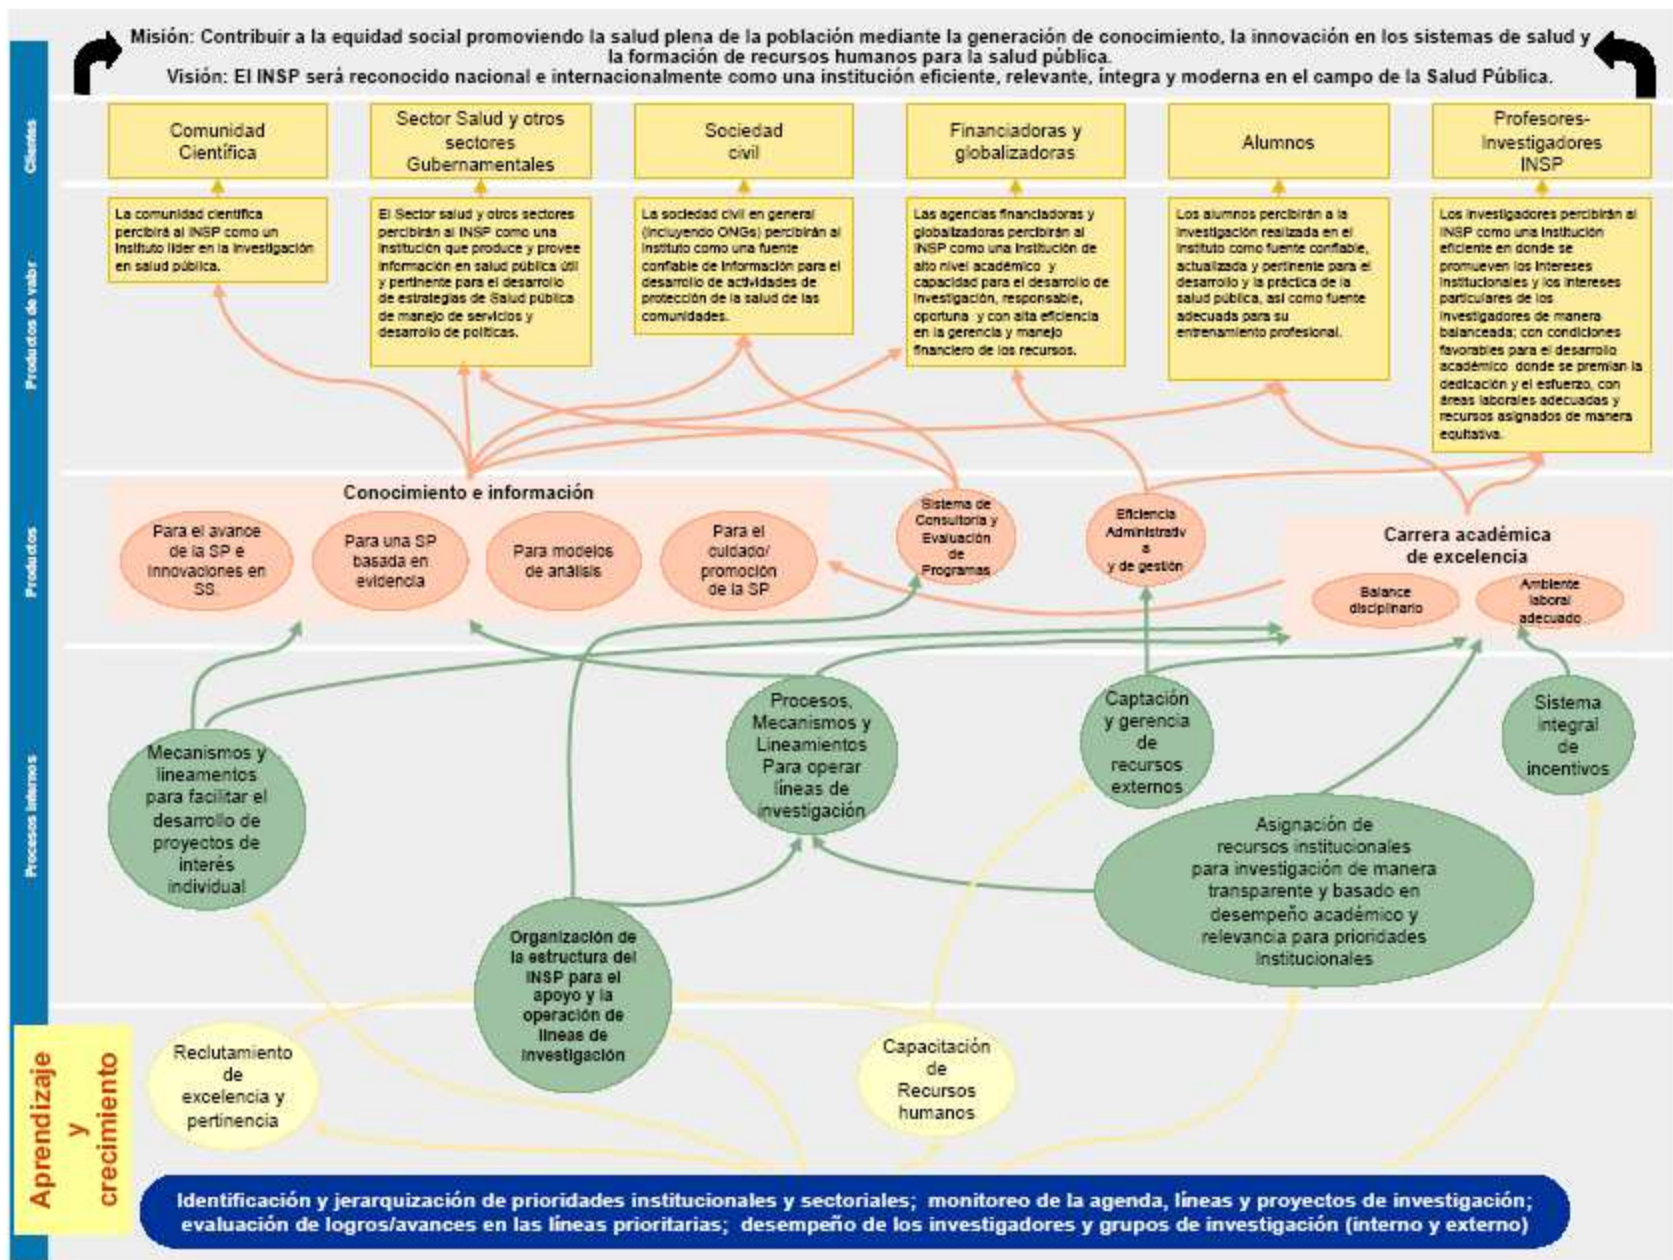 Misión: Contribuir a la equidad social promoviendo la salud plena de la población mediante la generación de conocimiento, la innovación en los sistemas de salud y
la formación de recursos humanos para la salud pública.
Visión: El INSP será reconocido nacional e internacionalmente como una institución eficiente, relevante, íntegra y moderna en el campo de la Salud Pública.
Clientes
Comunidad
Científica
Sector Salud y otros
sectores
Gubernamentales
Sociedad
civil
Financiadoras y
globalizadoras
Alumnos
Profesores-
Investigadores
INSP
Productos de valor
La comunidad científica
percibirá al INSP como un
Instituto líder en la investigación
en salud pública.
El Sector salud y otros sectores
percibirán al INSP como una
institución que produce y provee
información en salud pública útil
y pertinente para el desarrollo
de estrategias de Salud pública
de manejo de servicios y
desarrollo de políticas.
La sociedad civil en general
(incluyendo ONGs) percibirán al
Instituto como una fuente
confiable de información para el
desarrollo de actividades de
protección de la salud de las
comunidades.
Las agencias financiadoras y
globalizadoras percibirán al
INSP como una institución de
alto nivel académico y
capacidad para el desarrollo de
investigación, responsable,
oportuna y con alta eficiencia
en la gerencia y manejo
financiero de los recursos.
Los alumnos percibirán a la
investigación realizada en el
Instituto como fuente confiable,
actualizada y pertinente para el
desarrollo y la práctica de la
salud pública, así como fuente
adecuada para su
entrenamiento profesional.
Los investigadores percibirán al
INSP como una institución
eficiente en donde se
promueven los intereses
institucionales y los intereses
particulares de los
investigadores de manera
balanceada; con condiciones
favorables para el desarrollo
académico donde se premian la
dedicación y el esfuerzo, con
áreas laborales adecuadas y
recursos asignados de manera
equitativa.
Productos
Conocimiento e información
Para el avance
de la SP e
innovaciones en
SS.
Para una SP
basada en
evidencia
Para modelos
de análisis
Para el
cuidado/
promoción
de la SP
Sistema de
Consultoría y
Evaluación
de
Programas
Eficiencia
Administrativ
a
y de gestión
Carrera académica
de excelencia
Balance
disciplinario
Ambiente
laboral
adecuado
Procesos Internos
Mecanismos y
lineamentos
para facilitar el
desarrollo de
proyectos de
interés
individual
Procesos,
Mecanismos y
Lineamientos
Para operar
líneas de
investigación
Captación
y gerencia
de
recursos
externos
Sistema
integral
de
incentivos
Asignación de
recursos institucionales
para investigación de manera
transparente y basado en
desempeño académico y
relevancia para prioridades
Institucionales
Organización de
la estructura del
INSP para el
apoyo y la
operación de
líneas de
investigación
Aprendizaje
y
crecimiento
Reclutamiento
de
excelencia y
pertinencia
Capacitación
de
Recursos
humanos
Identificación y jerarquización de prioridades institucionales y sectoriales; monitoreo de la agenda, líneas y proyectos de investigación;
evaluación de logros/avances en las líneas prioritarias; desempeño de los investigadores y grupos de investigación (interno y externo)